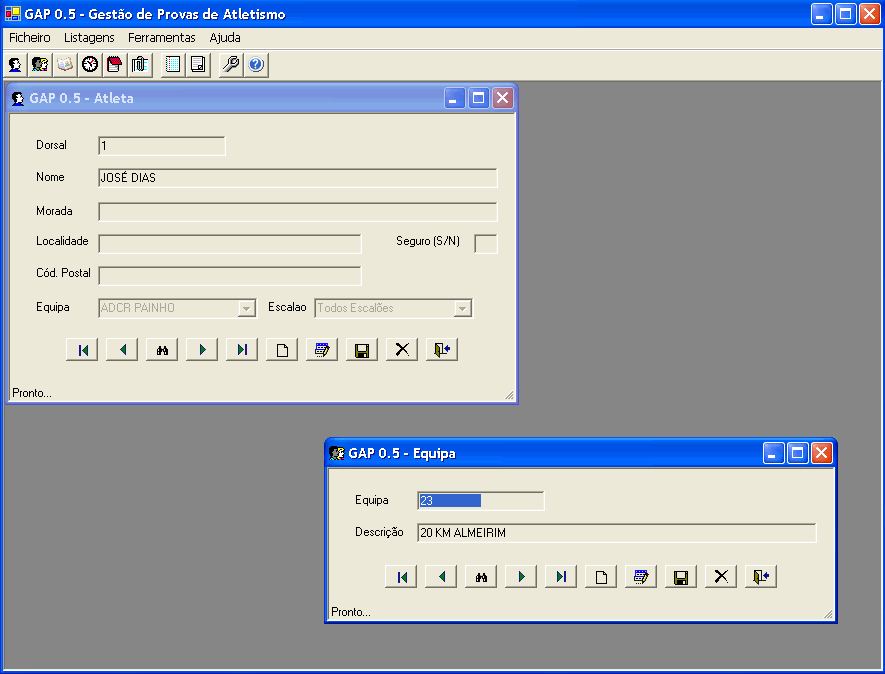 GAP 0.5 - Gestão de Provas de Atletismo
Ficheiro Listagens Ferramentas Ajuda
GAP 0.5 - Atleta
Dorsal 1
Nome JOSÉ DIAS
Morada
Localidade Seguro (S/N)
Cód. Postal
Equipa ADCR PAINHO Escalao Todos Escalões
Pronto...
GAP 0.5 - Equipa
Equipa 23
Descrição 20 KM ALMEIRIM
Pronto...